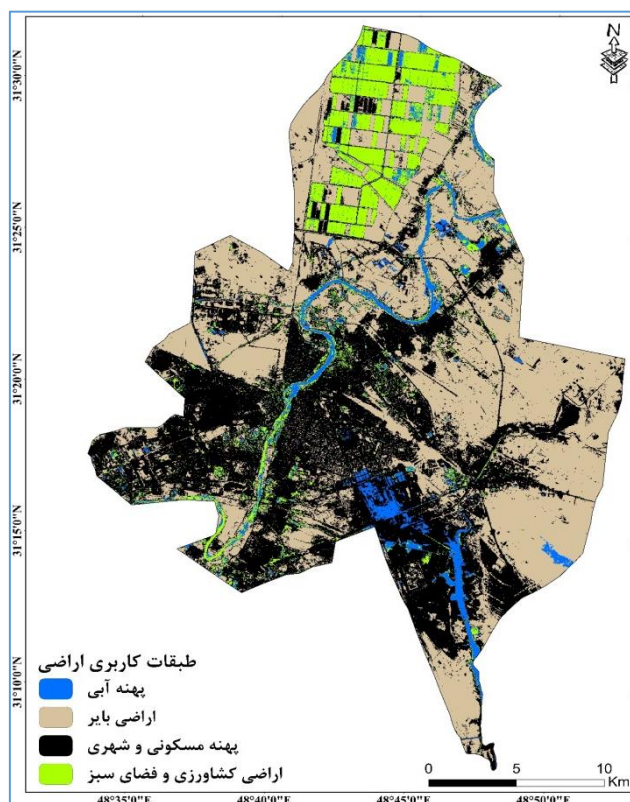 N
31°30'0"N
31°25'0"N
31°20'0"N
31°15'0"N
31°10'0"N
طبقات کاربری اراضی
پهنه آبی
اراضی بایر
پهنه مسکونی و شهری
اراضی کشاورزی و فضای سبز
0 5 10
Km
48°35'0"E 48°40'0"E 48°45'0"E 48°50'0"E